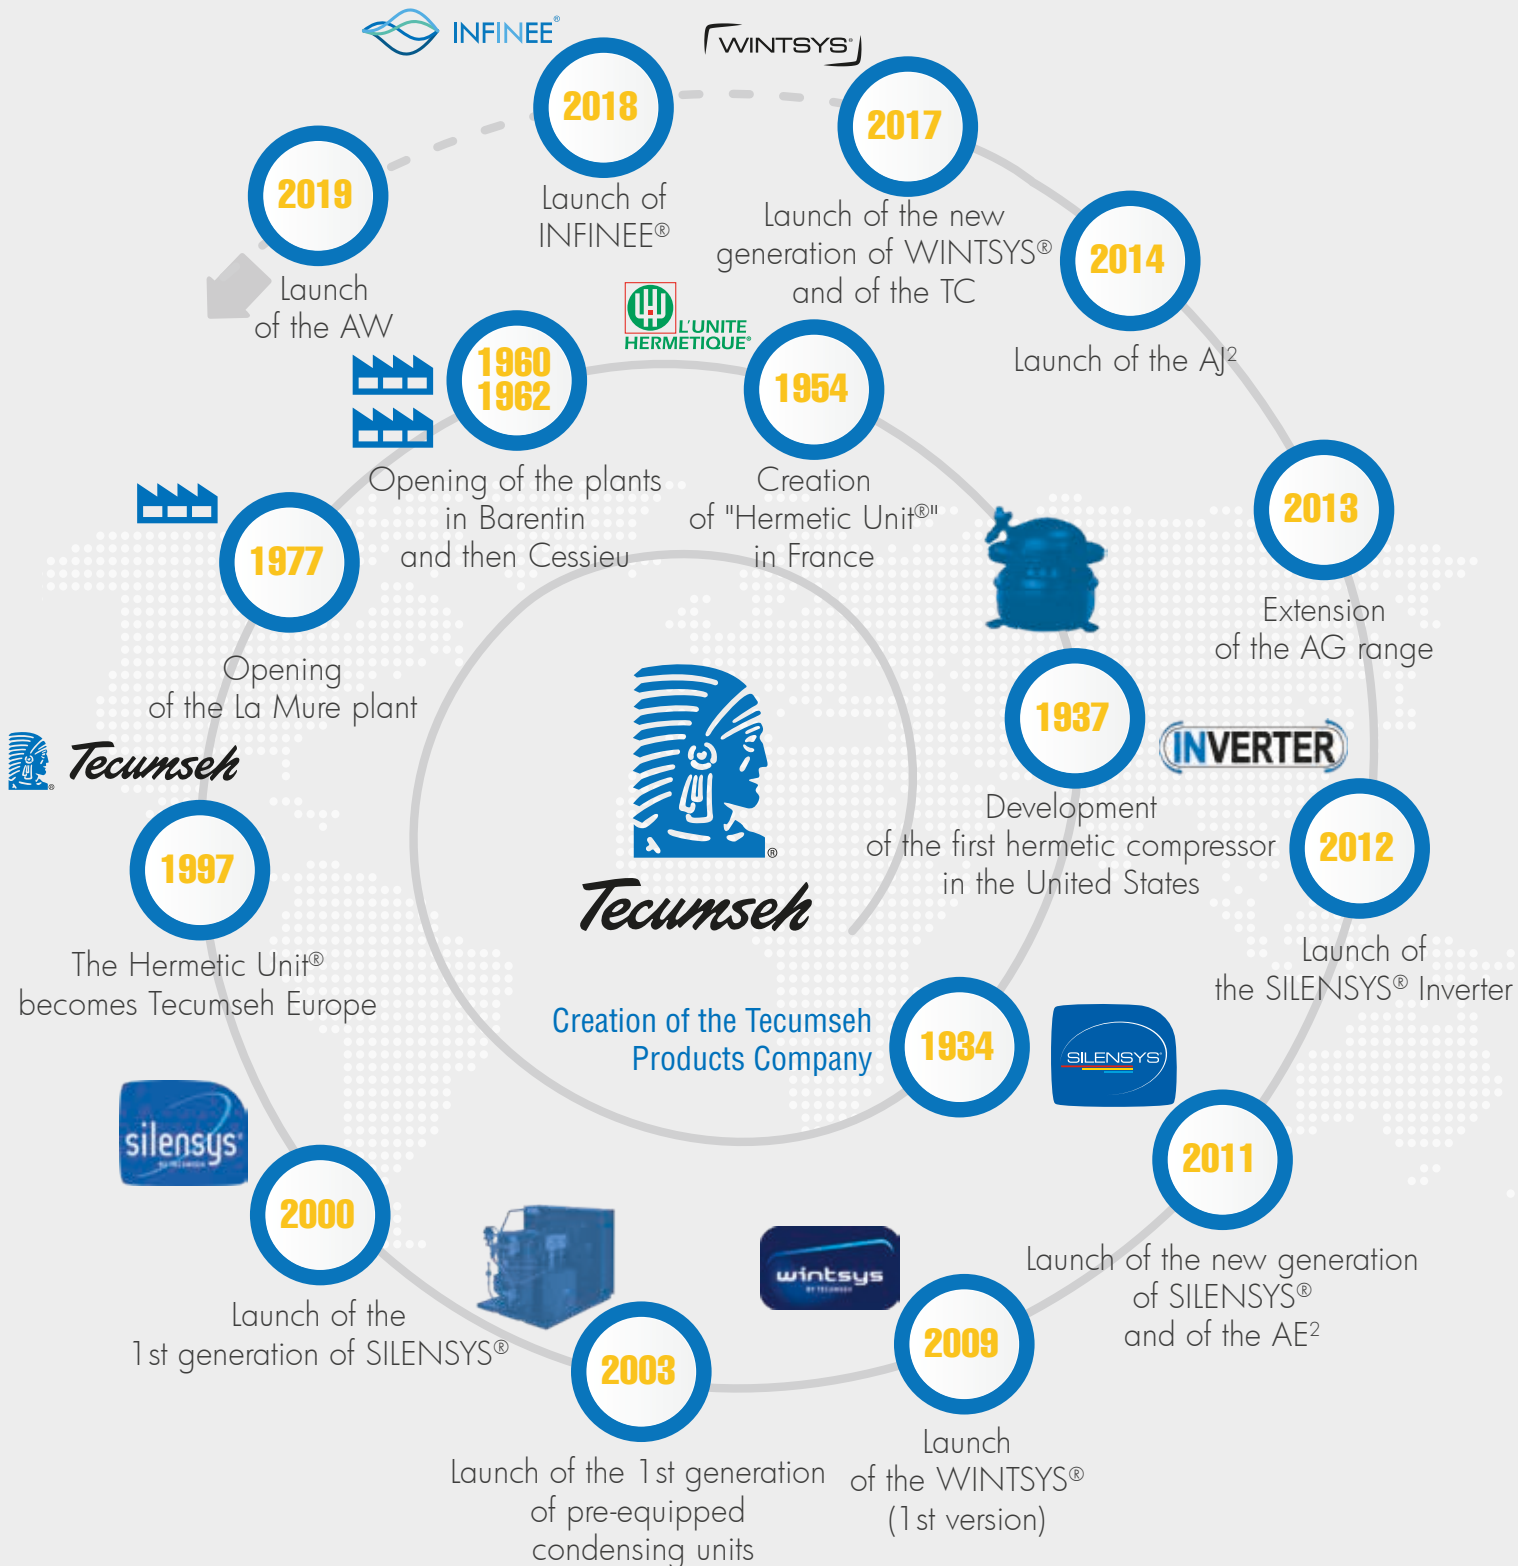 INFINEE®
WINTSYS®
2018
2017
Launch of
INFINEE®
Launch of the new
generation of WINTSYS®
and of the TC
2019
Launch
of the AW
2014
Launch of the AJ²
L'UNITE
HERMETIQUE®
1960
1962
Opening of the plants
in Barentin
and then Cessieu
1954
Creation
of "Hermetic Unit®"
in France
2013
Extension
of the AG range
1977
Opening
of the La Mure plant
1937
Development
of the first hermetic compressor
in the United States
INVERTER
2012
Launch of
the SILENSYS® Inverter
® Tecumseh
1997
The Hermetic Unit®
becomes Tecumseh Europe
®
Tecumseh
Creation of the Tecumseh
Products Company
1934
SILENSYS®
2011
Launch of the new generation
of SILENSYS®
and of the AE²
silensys®
BY TECUMSEH
2000
Launch of the
1st generation of SILENSYS®
2003
Launch of the 1st generation
of pre-equipped
condensing units
wintsys
BY TECUMSEH
2009
Launch
of the WINTSYS®
(1st version)